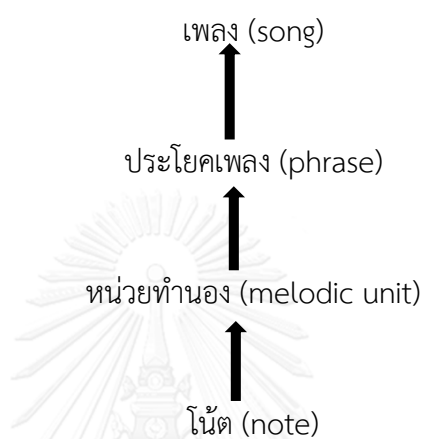 เพลง (song)
ประโยคเพลง (phrase)
หน่วยทำนอง (melodic unit)
โน้ต (note)